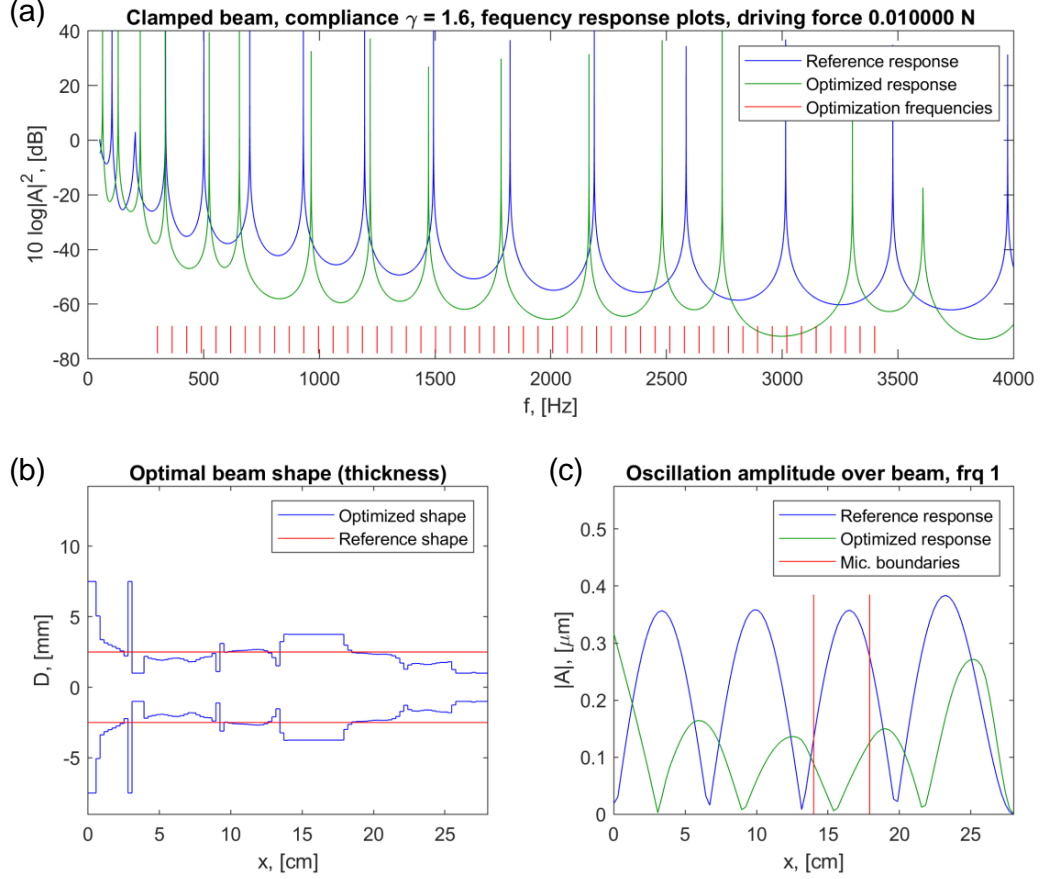 (a)
Clamped beam, compliance γ = 1.6, fequency response plots, driving force 0.010000 N
40
20
0
-20
-40
-60
-80
10 log|A|², [dB]
Reference response
Optimized response
Optimization frequencies
0 500 1000 1500 2000 2500 3000 3500 4000
f, [Hz]
(b)
Optimal beam shape (thickness)
10
5
0
-5
D, [mm]
Optimized shape
Reference shape
0 5 10 15 20 25
x, [cm]
(c)
Oscillation amplitude over beam, frq 1
0.5
0.4
0.3
0.2
0.1
0
|A|, [μm]
Reference response
Optimized response
Mic. boundaries
0 5 10 15 20 25
x, [cm]